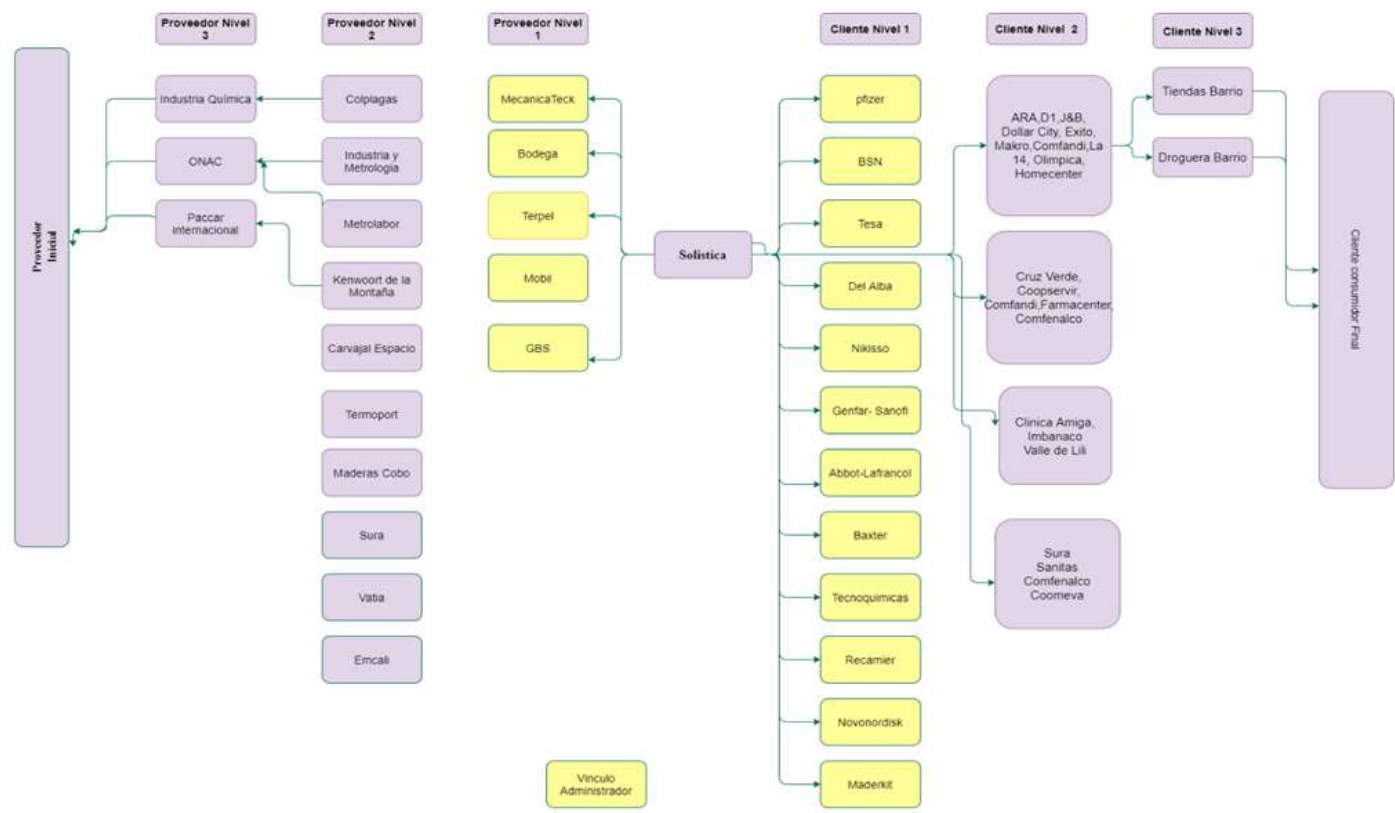 Proveedor Nivel
3
Proveedor Nivel
2
Proveedor Nivel
1
Cliente Nivel 1
Cliente Nivel 2
Cliente Nivel 3
Proveedor
Inicial
Industria Química
ONAC
Paccar
Internacional
Colplagas
Industria y
Metrologia
Metrolabor
Kenwoort de la
Montaña
Carvajal Espacio
Termoport
Maderas Cobo
Sura
Vatia
Emcali
MecanicaTeck
Bodega
Terpel
Mobil
GBS
Solistica
pfizer
BSN
Tesa
Del Alba
Nikisso
Genfar- Sanofi
Abbot-Lafrancol
Baxter
Tecnoquimicas
Recamier
Novonordisk
Maderkit
ARA,D1,J&B,
Dollar City, Exito,
Makro,Comfandi,La
14, Olimpica,
Homecenter
Cruz Verde,
Coopservir,
Comfandi,Farmacenter,
Comfenalco
Clinica Amiga,
Imbanaco
Valle de Lili
Sura
Sanitas
Comfenalco
Coomeva
Tiendas Barrio
Droguera Barrio
Cliente consumidor Final
Vinculo
Administrador